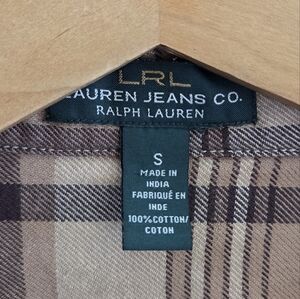 LRL
LAUREN JEANS CO.
RALPH LAUREN
S
MADE IN
INDIA
FABRIQUÉ EN
INDE
100%COTTON/
COTON